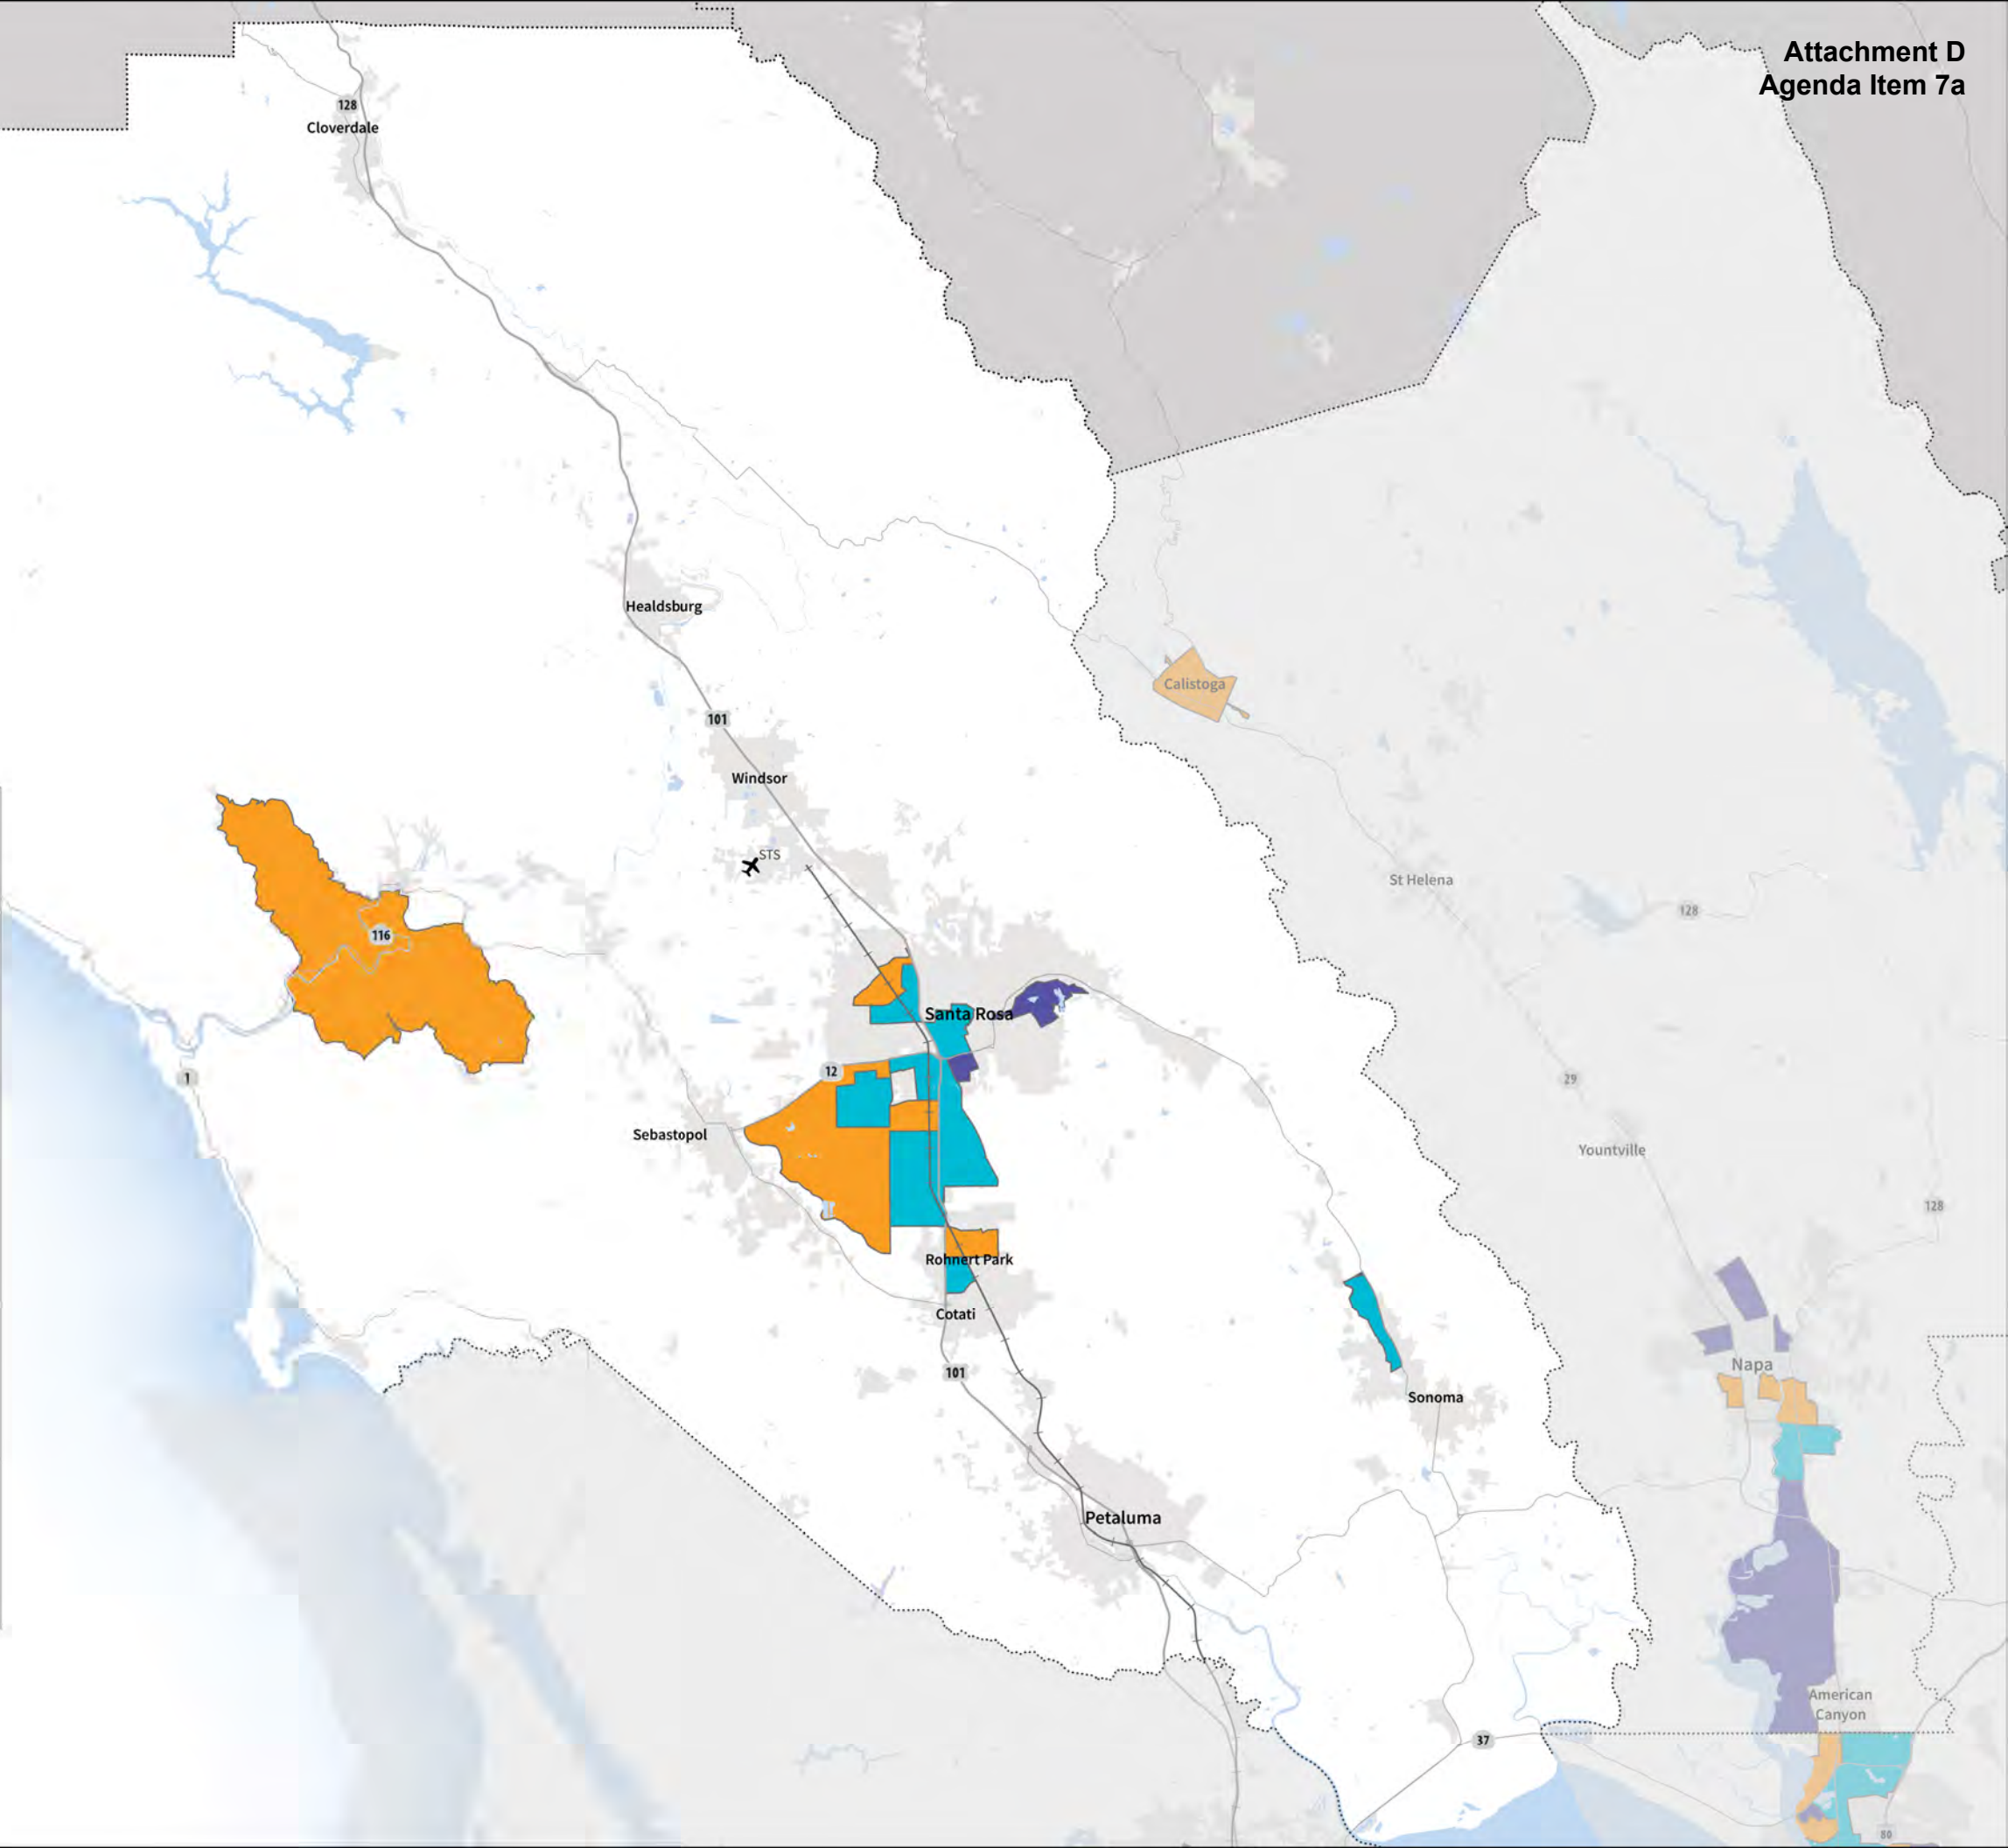 Attachment D
Agenda Item 7a
128
Cloverdale
Healdsburg
101
Calistoga
Windsor
STS
St Helena
128
116
Santa Rosa
12
1
29
Sebastopol
Yountville
128
Rohnert Park
Cotati
Napa
101
Sonoma
Petaluma
American
Canyon
37
80